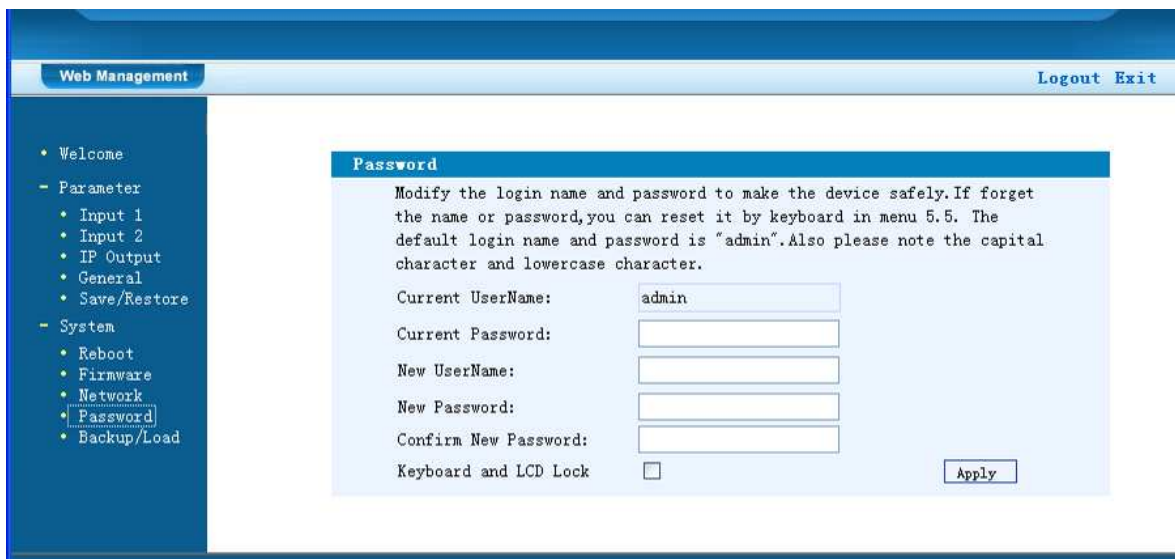 Web Management
Logout Exit
Welcome
Parameter
Input 1
Input 2
IP Output
General
Save/Restore
System
Reboot
Firmware
Network
Password
Backup/Load
Password
Modify the login name and password to make the device safely.If forget
the name or password,you can reset it by keyboard in menu 5.5. The
default login name and password is "admin".Also please note the capital
character and lowercase character.
Current UserName: admin
Current Password:
New UserName:
New Password:
Confirm New Password:
Keyboard and LCD Lock
Apply